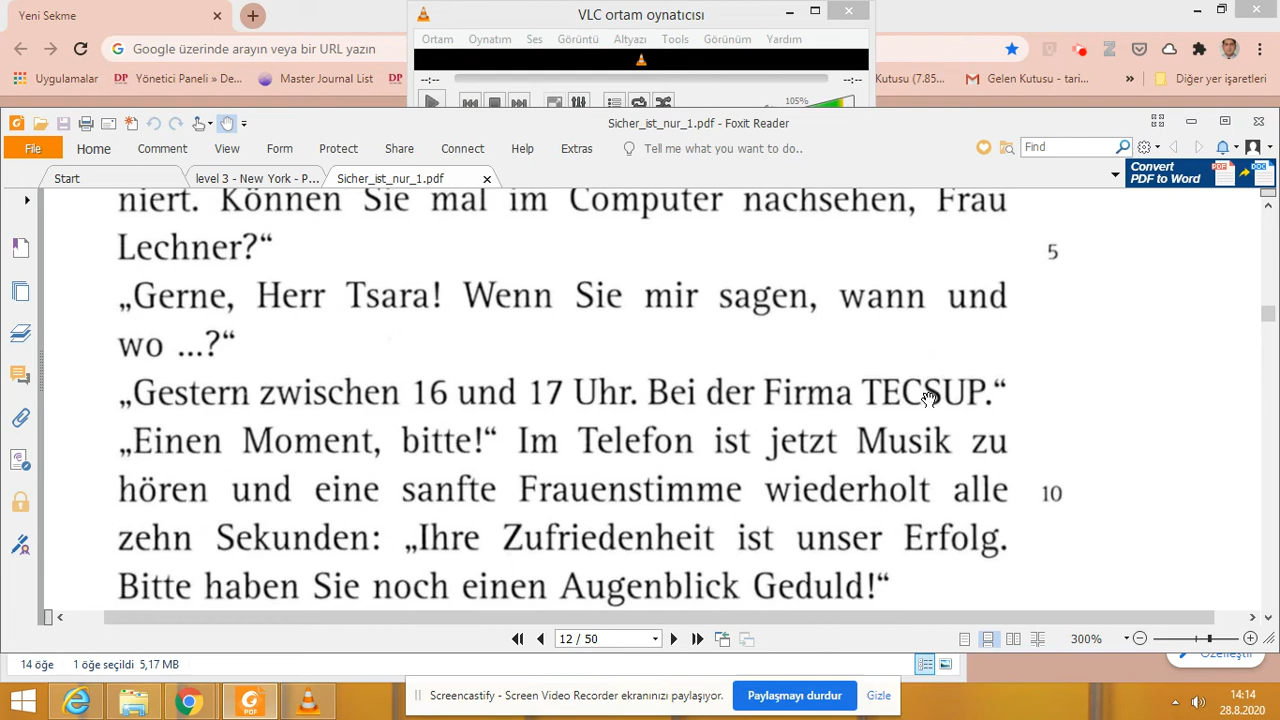 Yeni Sekme
VLC ortam oynatıcısı
Google üzerinde arayın veya bir URL yazın
Ortam Oynatım Ses Görüntü Altyazı Tools Görünüm Yardım
Uygulamalar
Yönetici Paneli » De...
Master Journal List
Kutusu (7.85...
Gelen Kutusu - tari...
Diğer yer işaretleri
--:--
--:--
105%
Sicher_ist_nur_1.pdf - Foxit Reader
File Home Comment View Form Protect Share Connect Help Extras
Tell me what you want to do...
Find
Start
level 3 - New York - P...
Sicher_ist_nur_1.pdf
Convert
PDF to Word
niert. Können Sie mal im Computer nachsehen, Frau
Lechner?“ 5
„Gerne, Herr Tsara! Wenn Sie mir sagen, wann und
wo ...?“
„Gestern zwischen 16 und 17 Uhr. Bei der Firma TECSUP.“
„Einen Moment, bitte!“ Im Telefon ist jetzt Musik zu
hören und eine sanfte Frauenstimme wiederholt alle 10
zehn Sekunden: „Ihre Zufriedenheit ist unser Erfolg.
Bitte haben Sie noch einen Augenblick Geduld!“
12 / 50
300%
14 öğe 1 öğe seçildi 5,17 MB
Özelleştir
Screencastify - Screen Video Recorder ekranınızı paylaşıyor.
Paylaşmayı durdur
Gizle
14:14
28.8.2020